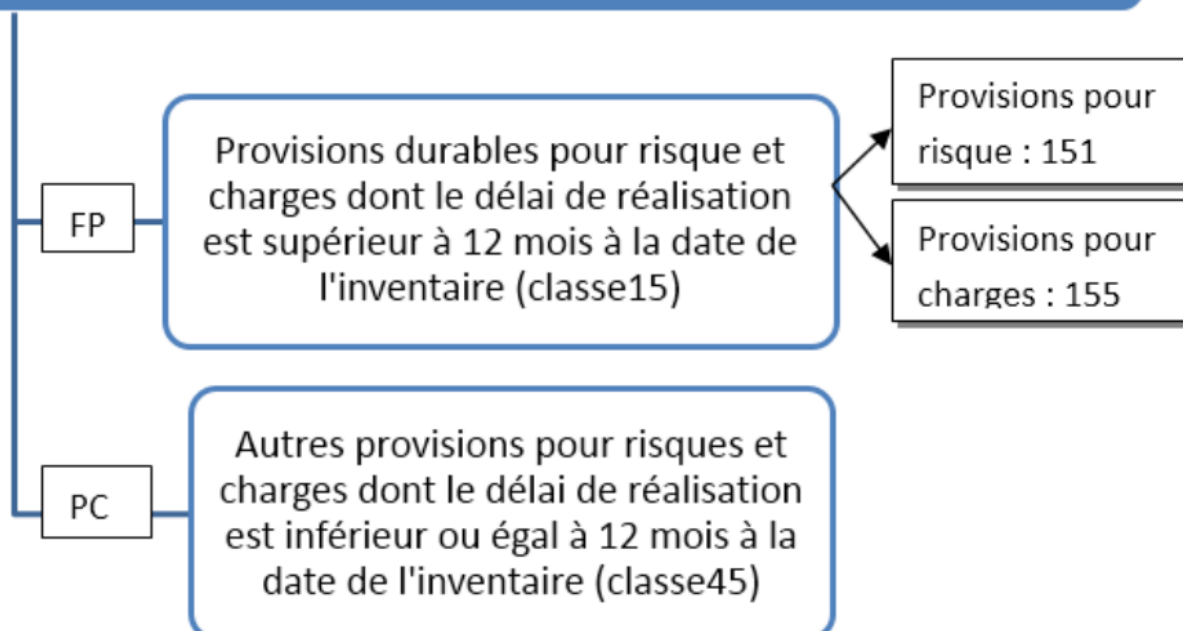 FP
Provisions durables pour risque et
charges dont le délai de réalisation
est supérieur à 12 mois à la date de
l'inventaire (classe15)
Provisions pour
risque : 151
Provisions pour
charges : 155
PC
Autres provisions pour risques et
charges dont le délai de réalisation
est inférieur ou égal à 12 mois à la
date de l'inventaire (classe45)